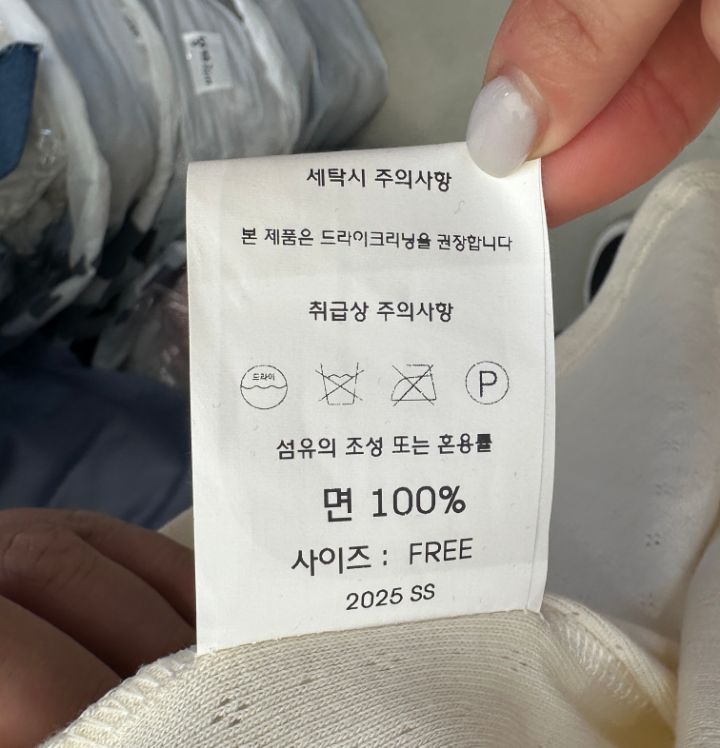 세탁시 주의사항
본 제품은 드라이크리닝을 권장합니다
취급상 주의사항
드라이
P
섬유의 조성 또는 혼용률
면 100%
사이즈 : FREE
2025 SS